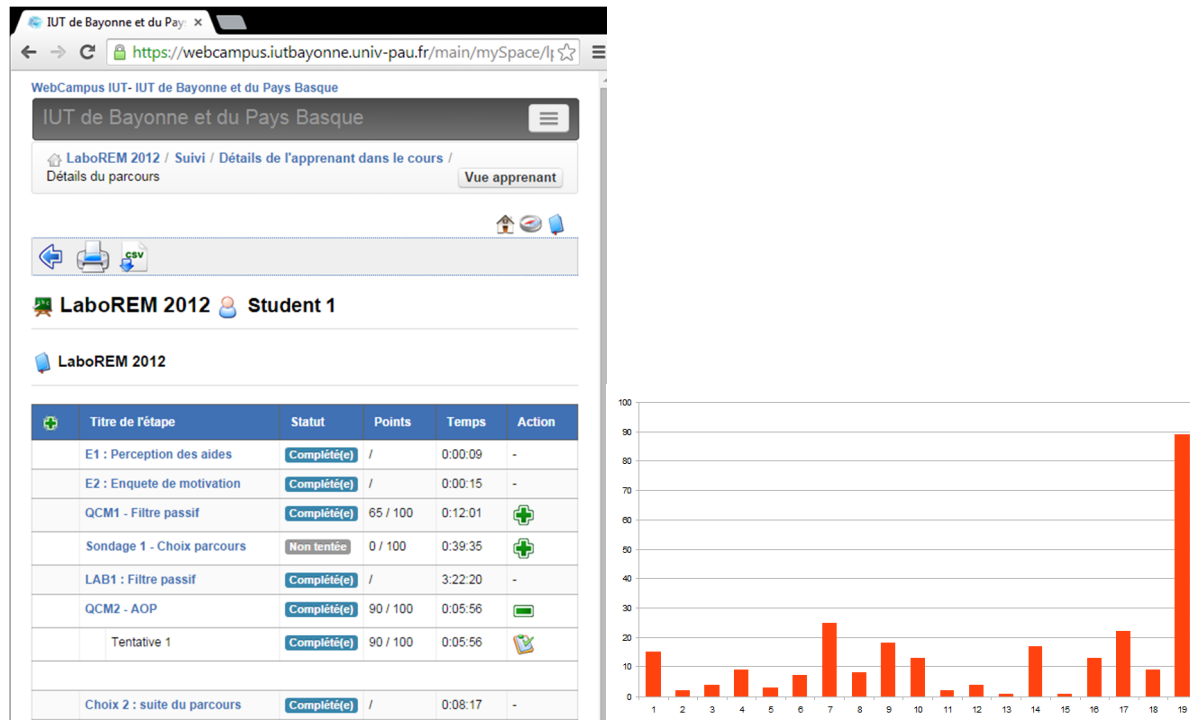 IUT de Bayonne et du Pay
https://webcampus.iutbayonne.univ-pau.fr/main/mySpace/
WebCampus IUT- IUT de Bayonne et du Pays Basque
IUT de Bayonne et du Pays Basque
LaboREM 2012 / Suivi / Détails de l'apprenant dans le cours /
Détails du parcours
Vue apprenant
CSV
LaboREM 2012 Student 1
LaboREM 2012
Titre de l'étape Statut Points Temps Action
E1 : Perception des aides Complété(e) / 0:00:09 -
E2 : Enquete de motivation Complété(e) / 0:00:15 -
QCM1 - Filtre passif Complété(e) 65 / 100 0:12:01
Sondage 1 - Choix parcours Non tentée 0 / 100 0:39:35
LAB1 : Filtre passif Complété(e) / 3:22:20 -
QCM2 - AOP Complété(e) 90 / 100 0:05:56
Tentative 1 Complété(e) 90 / 100 0:05:56
Choix 2 : suite du parcours Complété(e) / 0:08:17 -
100
90
80
70
60
50
40
30
20
10
0
1 2 3 4 5 6 7 8 9 10 11 12 13 14 15 16 17 18 19